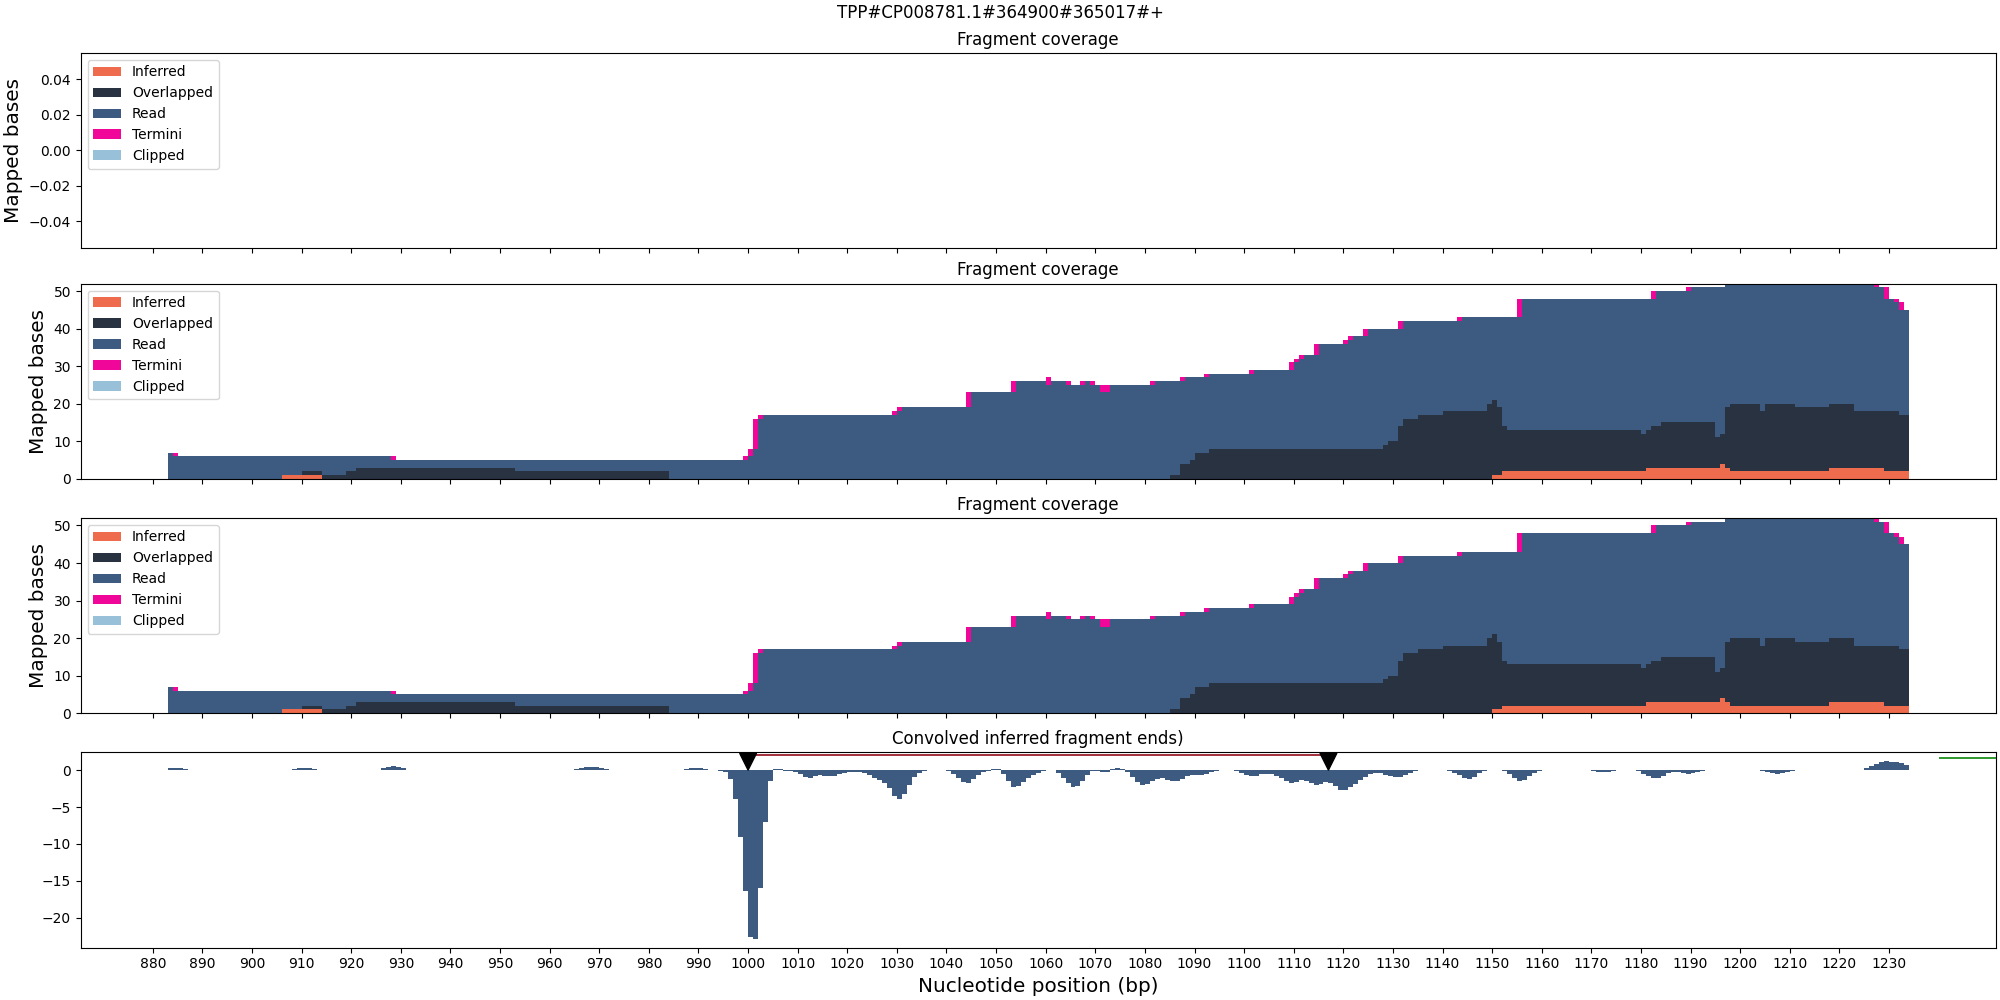 TPP#CP008781.1#364900#365017#+
Fragment coverage
Mapped bases
0.04
0.02
0.00
−0.02
−0.04
Inferred
Overlapped
Read
Termini
Clipped
Fragment coverage
Mapped bases
50
40
30
20
10
0
Inferred
Overlapped
Read
Termini
Clipped
Fragment coverage
Mapped bases
50
40
30
20
10
0
Inferred
Overlapped
Read
Termini
Clipped
Convolved inferred fragment ends)
0
−5
−10
−15
−20
880 890 900 910 920 930 940 950 960 970 980 990 1000 1010 1020 1030 1040 1050 1060 1070 1080 1090 1100 1110 1120 1130 1140 1150 1160 1170 1180 1190 1200 1210 1220 1230
Nucleotide position (bp)